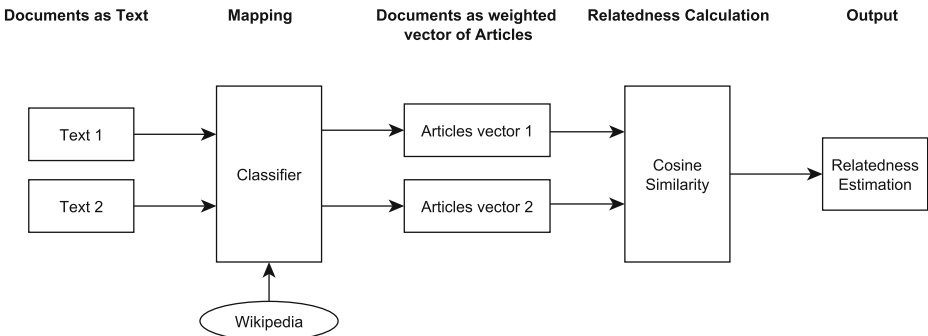 Documents as Text
Mapping
Documents as weighted
vector of Articles
Relatedness Calculation
Output
Text 1
Text 2
Classifier
Wikipedia
Articles vector 1
Articles vector 2
Cosine
Similarity
Relatedness
Estimation